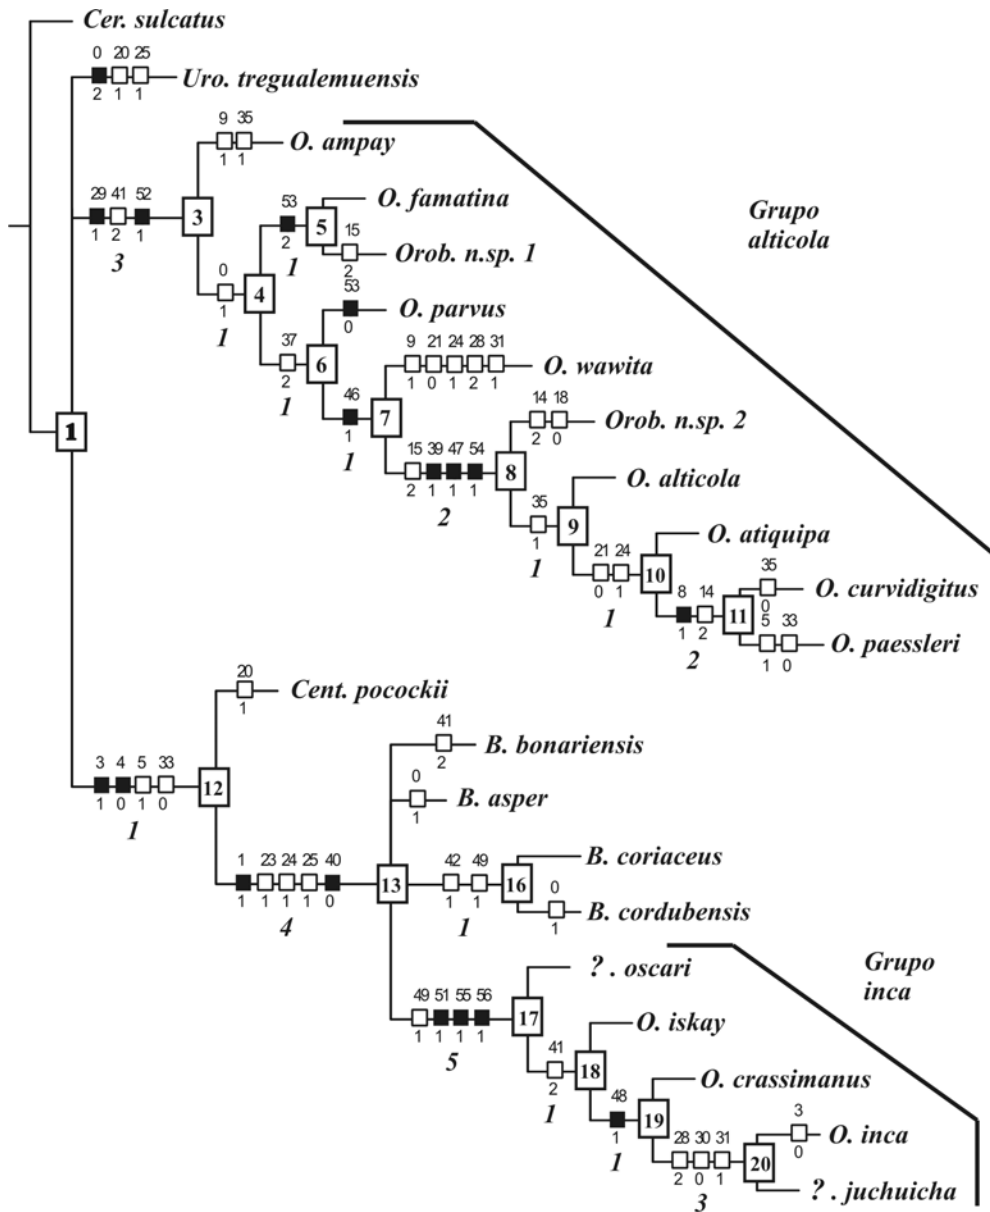 Cer. sulcatus
0 20 25
Uro. tregualemuensis
2 1 1
9 35
O. ampay
1 1
Grupo
alticola
29 41 52
3
1 2 1
3
53
O. famatina
5
15
Orob. n.sp. 1
2
2
1
0
4
1
1
53
O. parvus
0
37
6
2
1
9 21 24 28 31
O. wawita
1 0 1 2 1
46
7
1
1
14 18
Orob. n.sp. 2
2 0
1
15 39 47 54
8
2 1 1 1
2
O. alticola
35
9
1
1
O. atiquipa
21 24
10
0 1
1
35
O. curvidigitus
0
8 14
11
1 2
2
5 33
O. paessleri
1 0
20
Cent. pocockii
1
3 4 5 33
12
1 0 1 0
1
41
B. bonariensis
2
0
B. asper
1
1 23 24 25 40
13
1 1 1 1 0
4
42 49
16
1 1
1
B. coriaceus
0
B. cordubensis
1
Grupo
inca
? . oscari
49 51 55 56
17
1 1 1 1
5
O. iskay
41
18
2
1
O. crassimanus
48
19
1
1
3
O. inca
0
28 30 31
20
2 0 1
3
? . juchuicha